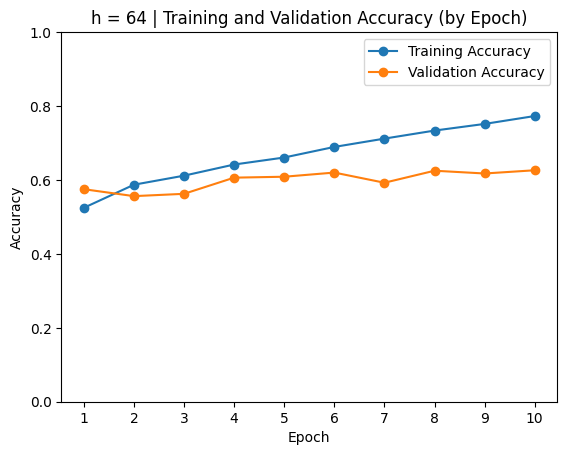 h = 64 | Training and Validation Accuracy (by Epoch)
Training Accuracy
Validation Accuracy
Accuracy
1.0
0.8
0.6
0.4
0.2
0.0
1 2 3 4 5 6 7 8 9 10
Epoch